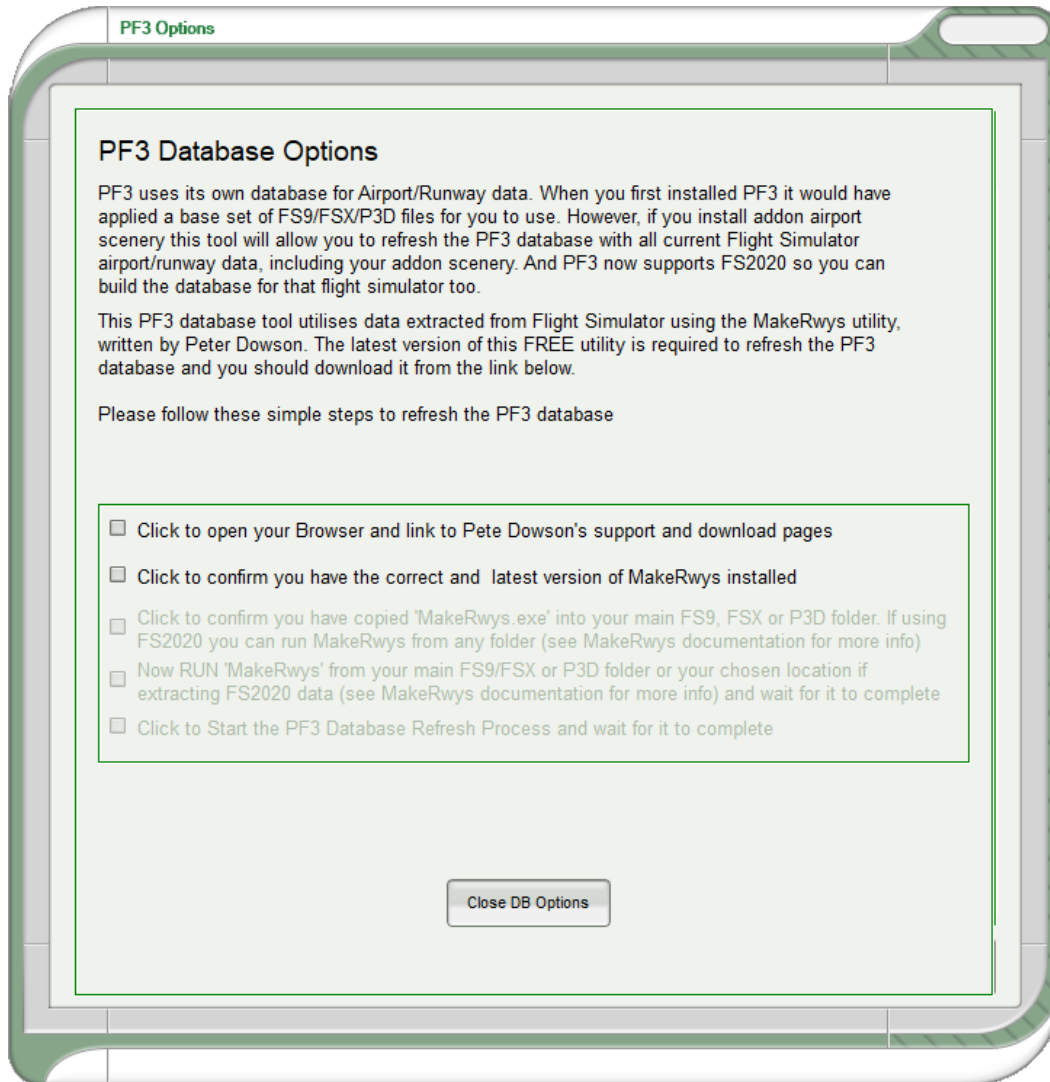 PF3 Options
PF3 Database Options
PF3 uses its own database for Airport/Runway data. When you first installed PF3 it would have
applied a base set of FS9/FSX/P3D files for you to use. However, if you install addon airport
scenery this tool will allow you to refresh the PF3 database with all current Flight Simulator
airport/runway data, including your addon scenery. And PF3 now supports FS2020 so you can
build the database for that flight simulator too.
This PF3 database tool utilises data extracted from Flight Simulator using the MakeRwys utility,
written by Peter Dowson. The latest version of this FREE utility is required to refresh the PF3
database and you should download it from the link below.
Please follow these simple steps to refresh the PF3 database
Click to open your Browser and link to Pete Dowson's support and download pages
Click to confirm you have the correct and  latest version of MakeRwys installed
Click to confirm you have copied 'MakeRwys.exe' into your main FS9, FSX or P3D folder. If using
FS2020 you can run MakeRwys from any folder (see MakeRwys documentation for more info)
Now RUN 'MakeRwys' from your main FS9/FSX or P3D folder or your chosen location if
extracting FS2020 data (see MakeRwys documentation for more info) and wait for it to complete
Click to Start the PF3 Database Refresh Process and wait for it to complete
Close DB Options